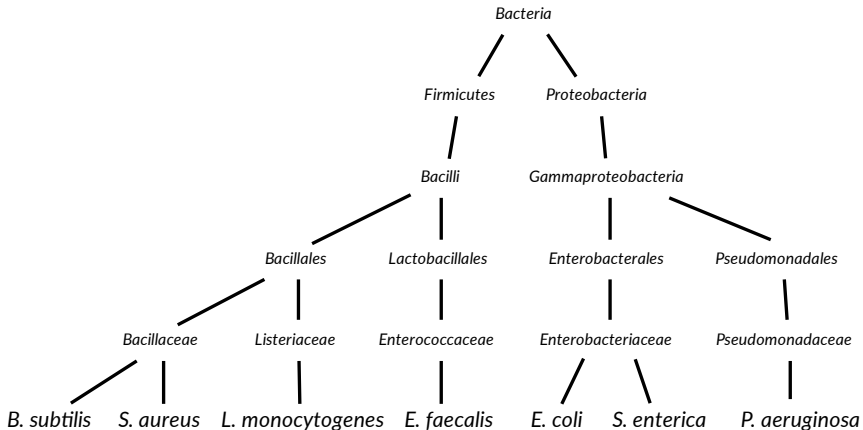 Bacteria
Firmicutes Proteobacteria
Bacilli Gammaproteobacteria
Bacillales Lactobacillales Enterobacterales Pseudomonadales
Bacillaceae Listeriaceae Enterococcaceae Enterobacteriaceae Pseudomonadaceae
B. subtilis S. aureus L. monocytogenes E. faecalis E. coli S. enterica P. aeruginosa